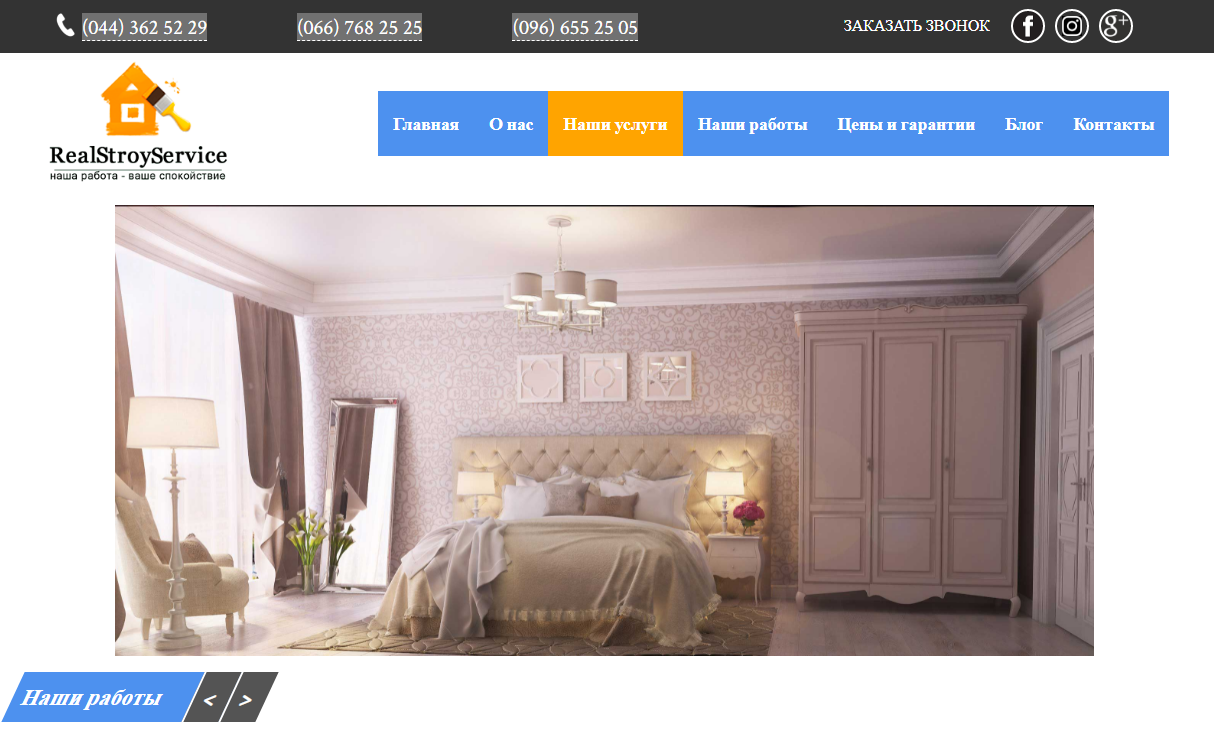 (044) 362 52 29
(066) 768 25 25
(096) 655 25 05
ЗАКАЗАТЬ ЗВОНОК
RealStroyService
наша работа - ваше спокойствие
Главная
О нас
Наши услуги
Наши работы
Цены и гарантии
Блог
Контакты
Наши работы
< >